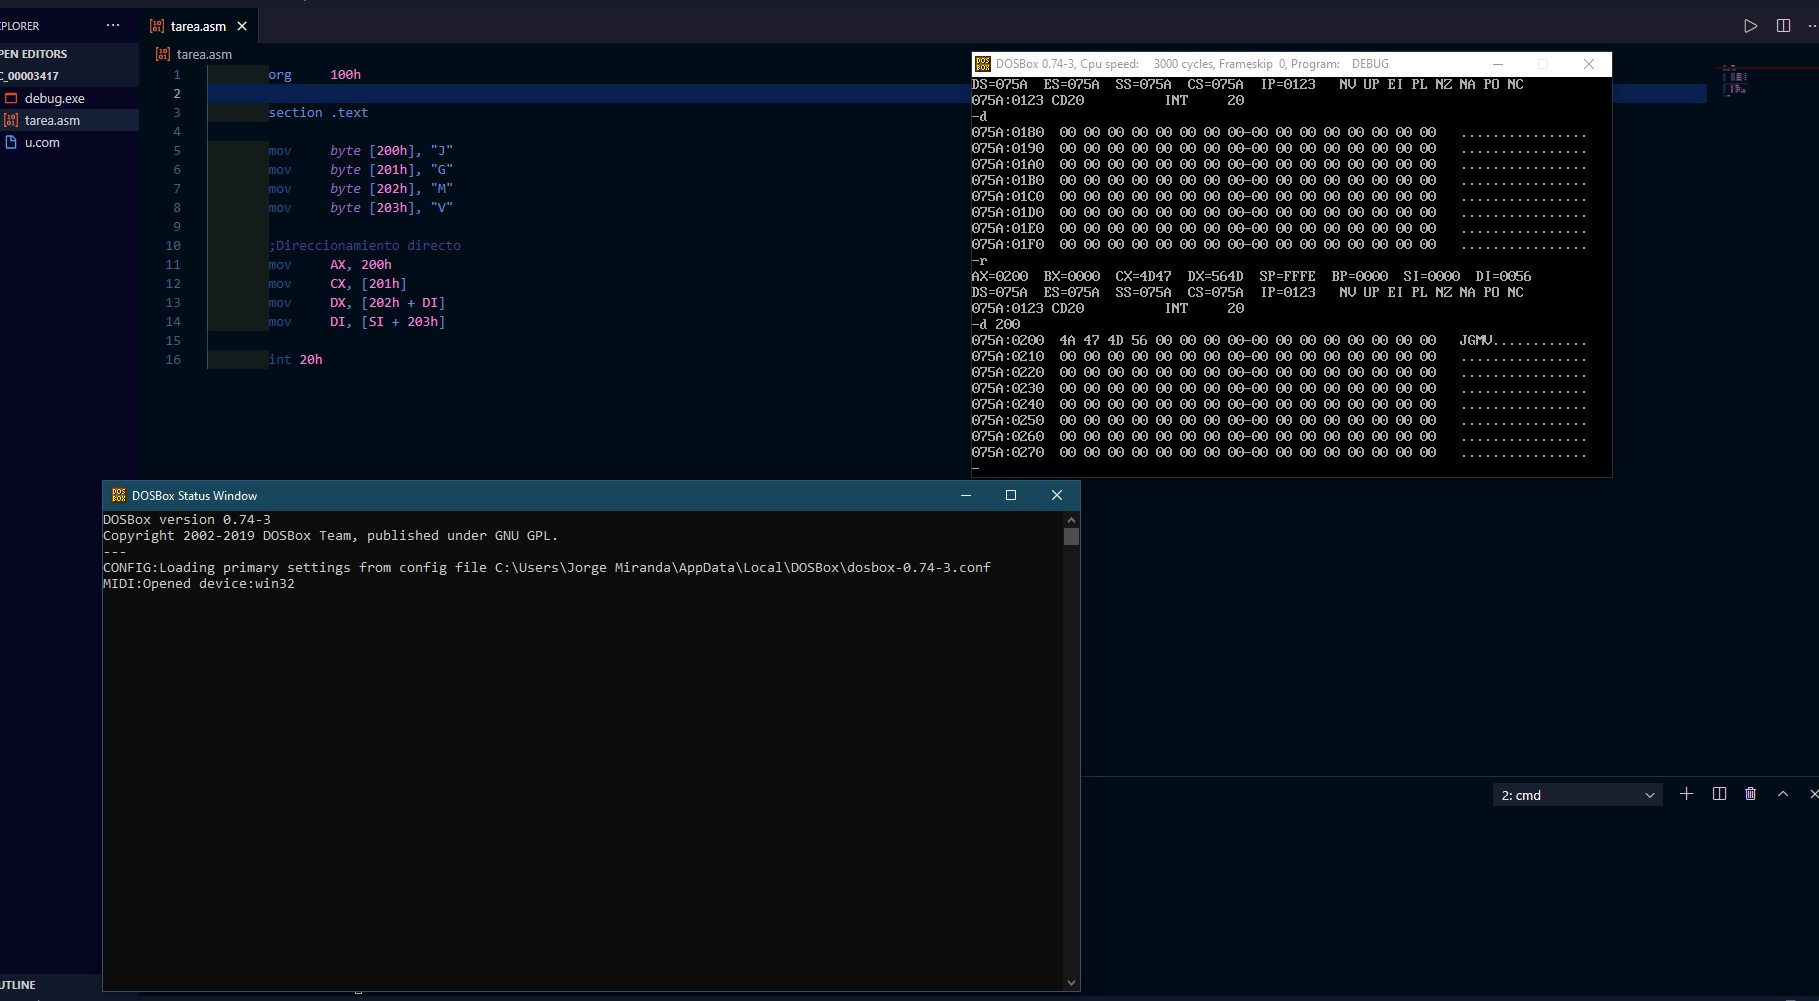 PLORER
···
tarea.asm
PEN EDITORS
C_00003417
debug.exe
tarea.asm
u.com
tarea.asm
1 org 100h
2
3 section .text
4
5 mov byte [200h], "J"
6 mov byte [201h], "G"
7 mov byte [202h], "M"
8 mov byte [203h], "V"
9
10 ;Direccionamiento directo
11 mov AX, 200h
12 mov CX, [201h]
13 mov DX, [202h + DI]
14 mov DI, [SI + 203h]
15
16 int 20h
DOSBox 0.74-3, Cpu speed: 3000 cycles, Frameskip 0, Program: DEBUG
DS=075A ES=075A SS=075A CS=075A IP=0123 NV UP EI PL NZ NA PO NC
075A:0123 CD20 INT 20
-d
075A:0180 00 00 00 00 00 00 00 00-00 00 00 00 00 00 00 00 ................
075A:0190 00 00 00 00 00 00 00 00-00 00 00 00 00 00 00 00 ................
075A:01A0 00 00 00 00 00 00 00 00-00 00 00 00 00 00 00 00 ................
075A:01B0 00 00 00 00 00 00 00 00-00 00 00 00 00 00 00 00 ................
075A:01C0 00 00 00 00 00 00 00 00-00 00 00 00 00 00 00 00 ................
075A:01D0 00 00 00 00 00 00 00 00-00 00 00 00 00 00 00 00 ................
075A:01E0 00 00 00 00 00 00 00 00-00 00 00 00 00 00 00 00 ................
075A:01F0 00 00 00 00 00 00 00 00-00 00 00 00 00 00 00 00 ................
-r
AX=0200 BX=0000 CX=4D47 DX=564D SP=FFFE BP=0000 SI=0000 DI=0056
DS=075A ES=075A SS=075A CS=075A IP=0123 NV UP EI PL NZ NA PO NC
075A:0123 CD20 INT 20
-d 200
075A:0200 4A 47 4D 56 00 00 00 00-00 00 00 00 00 00 00 00 JGMV............
075A:0210 00 00 00 00 00 00 00 00-00 00 00 00 00 00 00 00 ................
075A:0220 00 00 00 00 00 00 00 00-00 00 00 00 00 00 00 00 ................
075A:0230 00 00 00 00 00 00 00 00-00 00 00 00 00 00 00 00 ................
075A:0240 00 00 00 00 00 00 00 00-00 00 00 00 00 00 00 00 ................
075A:0250 00 00 00 00 00 00 00 00-00 00 00 00 00 00 00 00 ................
075A:0260 00 00 00 00 00 00 00 00-00 00 00 00 00 00 00 00 ................
075A:0270 00 00 00 00 00 00 00 00-00 00 00 00 00 00 00 00 ................
-
DOSBox Status Window
DOSBox version 0.74-3
Copyright 2002-2019 DOSBox Team, published under GNU GPL.
---
CONFIG:Loading primary settings from config file C:\Users\Jorge Miranda\AppData\Local\DOSBox\dosbox-0.74-3.conf
MIDI:Opened device:win32
2: cmd
UTLINE